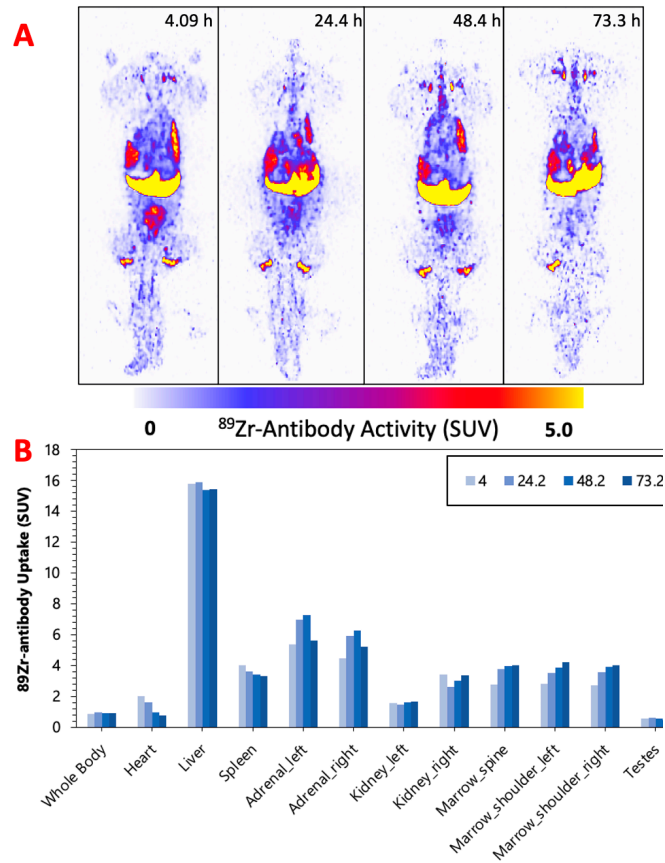 A
4.09 h
24.4 h
48.4 h
73.3 h
0
⁸⁹Zr-Antibody Activity (SUV)
5.0
B
89Zr-antibody Uptake (SUV)
18
16
14
12
10
8
6
4
2
0
4
24.2
48.2
73.2
Whole Body
Heart
Liver
Spleen
Adrenal_left
Adrenal_right
Kidney_left
Kidney_right
Marrow_spine
Marrow_shoulder_left
Marrow_shoulder_right
Testes